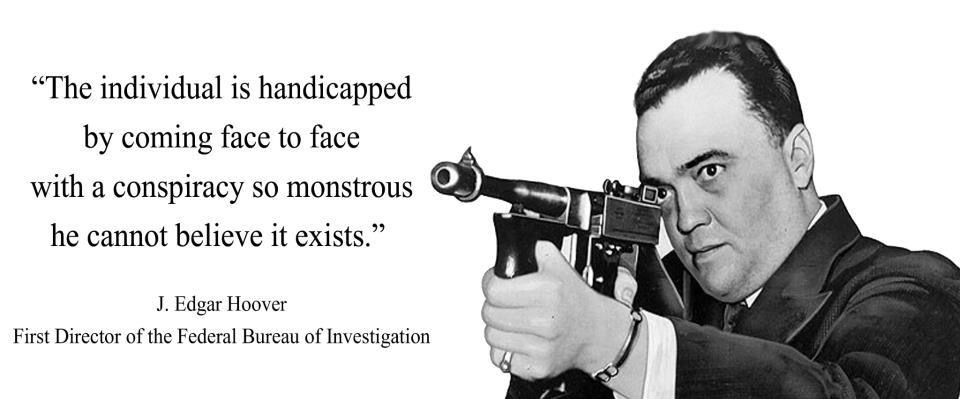 “The individual is handicapped
by coming face to face
with a conspiracy so monstrous
he cannot believe it exists.”
J. Edgar Hoover
First Director of the Federal Bureau of Investigation